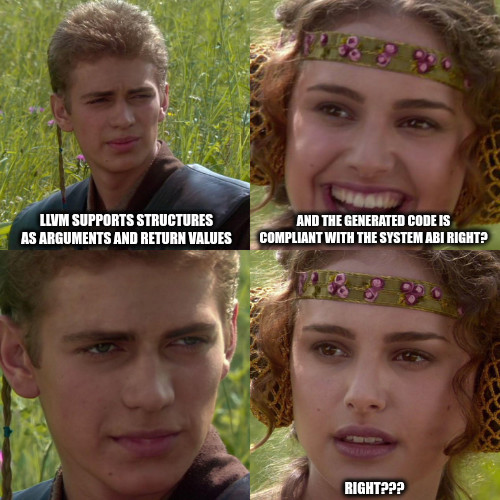 LLVM SUPPORTS STRUCTURES
AS ARGUMENTS AND RETURN VALUES
AND THE GENERATED CODE IS
COMPLIANT WITH THE SYSTEM ABI RIGHT?
RIGHT???